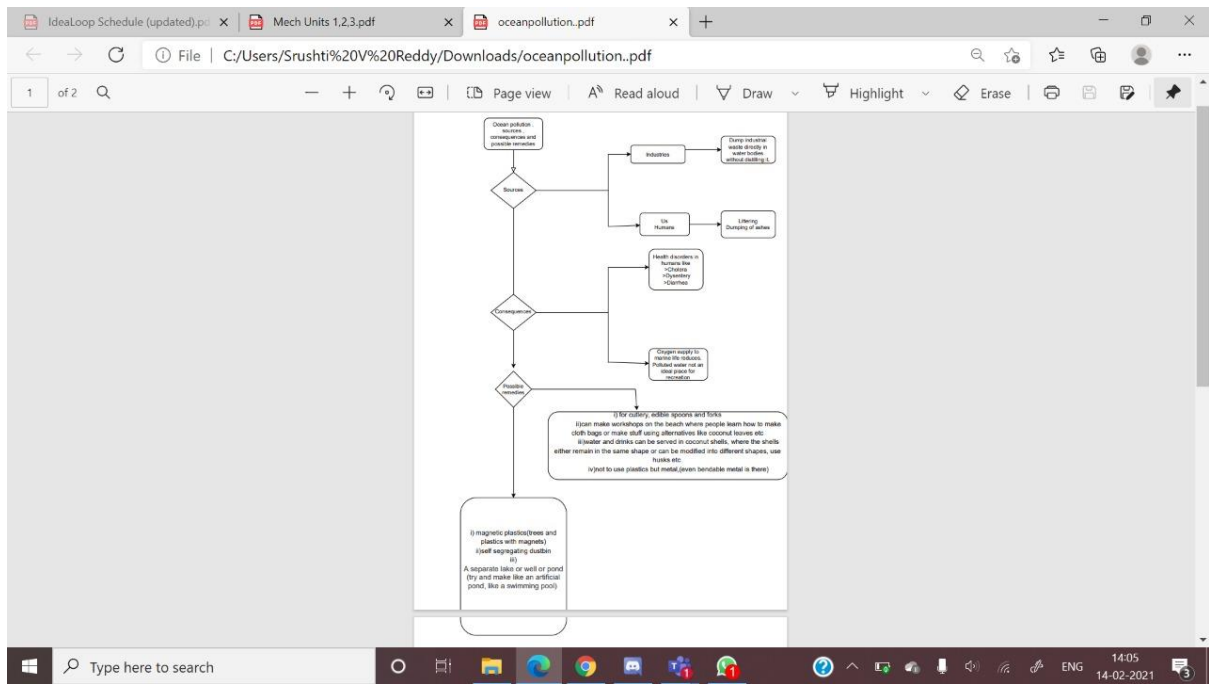 IdeaLoop Schedule (updated).pd
Mech Units 1,2,3.pdf
oceanpollution..pdf
File | C:/Users/Srushti%20V%20Reddy/Downloads/oceanpollution..pdf
1 of 2
Page view
Read aloud
Draw
Highlight
Erase
Ocean pollution ,
sources ,
consequences and
possible remedies
Sources
Industries
Dump industrial
waste directly in
water bodies
without distilling it.
Us
Humans
Littering
Dumping of ashes
Health disorders in
humans like
>Cholera
>Dysentery
>Diarrhea
Consequences
Oxygen supply to
marine life reduces.
Polluted water not an
ideal place for
recreation
Possible
remedies
i) for cutlery, edible spoons and forks
ii)can make workshops on the beach where people learn how to make
cloth bags or make stuff using alternatives like coconut leaves etc
iii)water and drinks can be served in coconut shells, where the shells
either remain in the same shape or can be modified into different shapes, use
husks etc.
iv)not to use plastics but metal,(even bendable metal is there)
i) magnetic plastics(trees and
plastics with magnets)
ii)self segregating dustbin
iii)
A separate lake or well or pond
(try and make like an artificial
pond, like a swimming pool)
Type here to search
ENG
14:05
14-02-2021